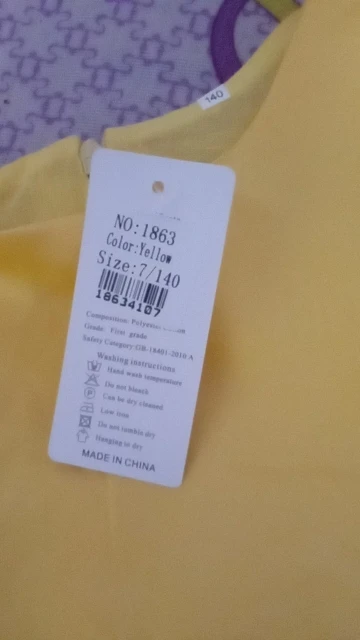 140
NO:1863
Color:Yellow
Size:7/140
18634107
Composition: Polyester
Grade: First grade
Safety Category:GB-18401-2010 A
Washing instructions
Hand wash temperature
Do not bleach
Can be dry cleaned
Low iron
Do not tumble dry
Hanging to dry
MADE IN CHINA